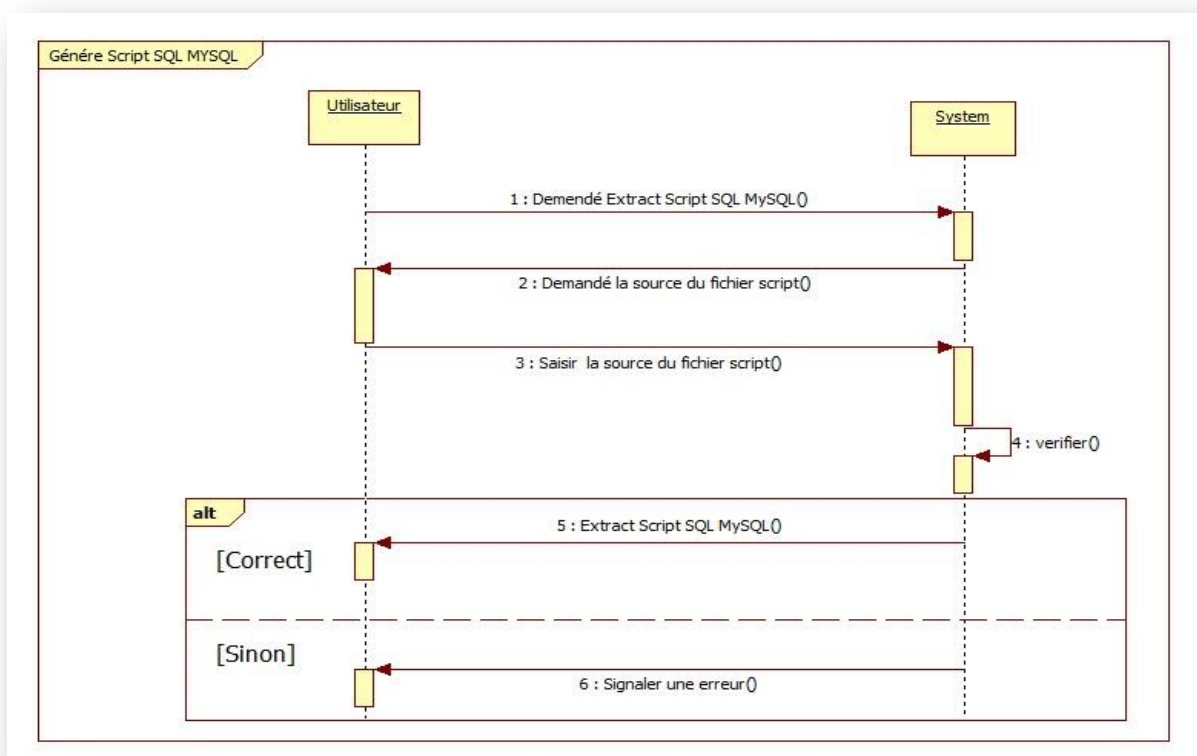 Génére Script SQL MYSQL
Utilisateur
System
1 : Demendé Extract Script SQL MySQL()
2 : Demandé la source du fichier script()
3 : Saisir la source du fichier script()
4 : verifier()
alt
5 : Extract Script SQL MySQL()
[Correct]
[Sinon]
6 : Signaler une erreur()